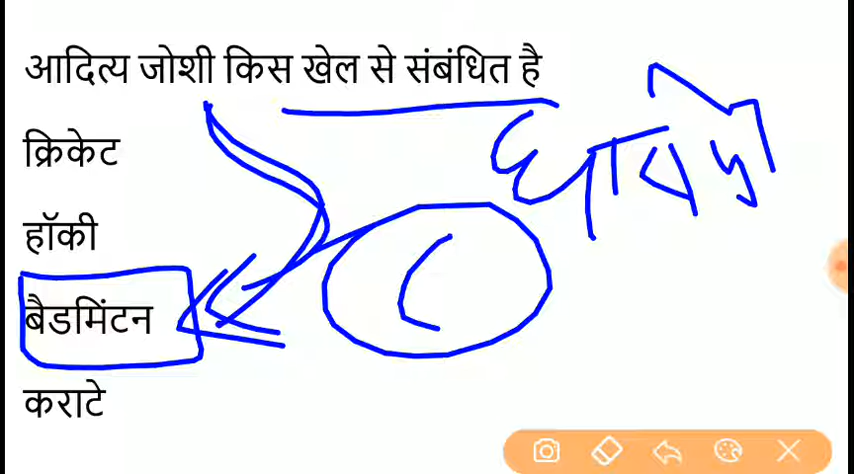 आदित्य जोशी किस खेल से संबंधित है
क्रिकेट
हॉकी
बैडमिंटन
C
कराटे